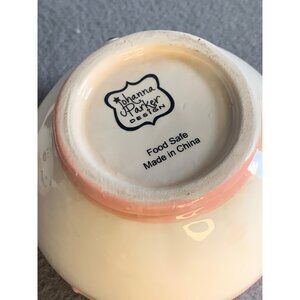 Johanna
Parker
DESIGN
Food Safe
Made in China